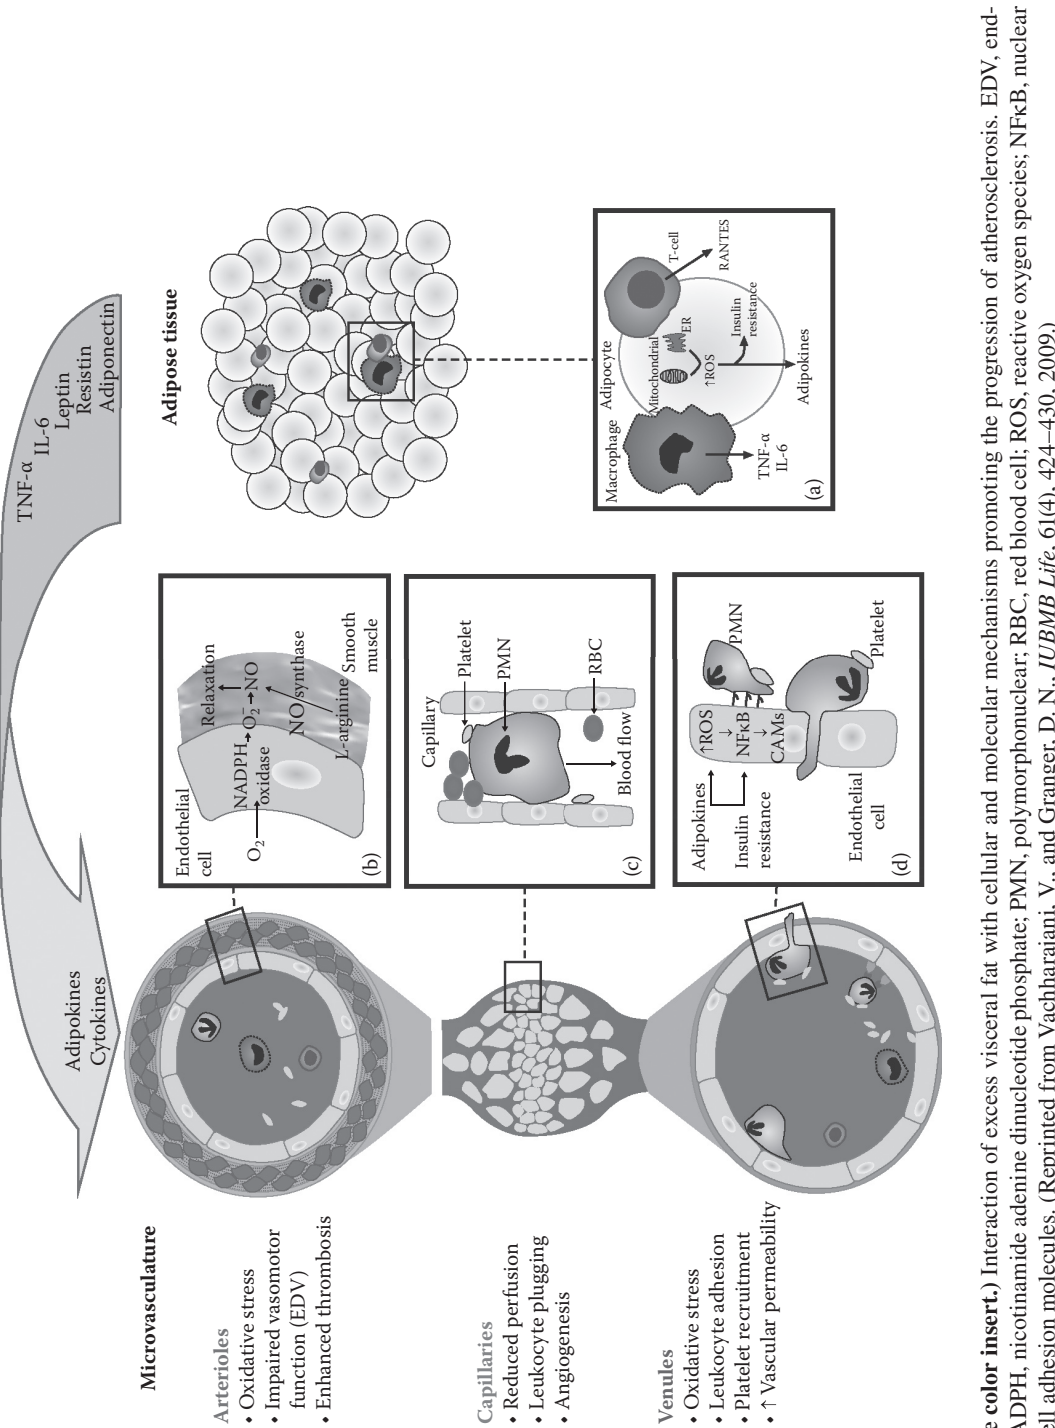 TNF-α
IL-6
Leptin
Resistin
Adiponectin
Adipokines
Cytokines
Microvasculature
Arterioles
• Oxidative stress
• Impaired vasomotor
function (EDV)
• Enhanced thrombosis
Capillaries
• Reduced perfusion
• Leukocyte plugging
• Angiogenesis
Venules
• Oxidative stress
• Leukocyte adhesion
• Platelet recruitment
• ↑ Vascular permeability
Endothelial
cell
O2
NADPH
oxidase
O2−
NO
Relaxation
NO synthase
L-arginine
Smooth
muscle
(b)
Capillary
Platelet
PMN
RBC
Blood flow
(c)
Adipokines
Insulin
resistance
↑ROS
↓
NFκB
↓
CAMs
PMN
Platelet
Endothelial
cell
(d)
Adipose tissue
Macrophage
Adipocyte
Mitochondrial
ER
T-cell
RANTES
↑ROS
Insulin
resistance
Adipokines
TNF-α
IL-6
(a)
color insert.) Interaction of excess visceral fat with cellular and molecular mechanisms promoting the progression of atherosclerosis. EDV, end-
ADPH, nicotinamide adenine dinucleotide phosphate; PMN, polymorphonuclear; RBC, red blood cell; ROS, reactive oxygen species; NFκB, nuclear
ell adhesion molecules. (Reprinted from Vachharajani, V., and Granger, D. N., IUBMB Life, 61(4), 424–430, 2009)